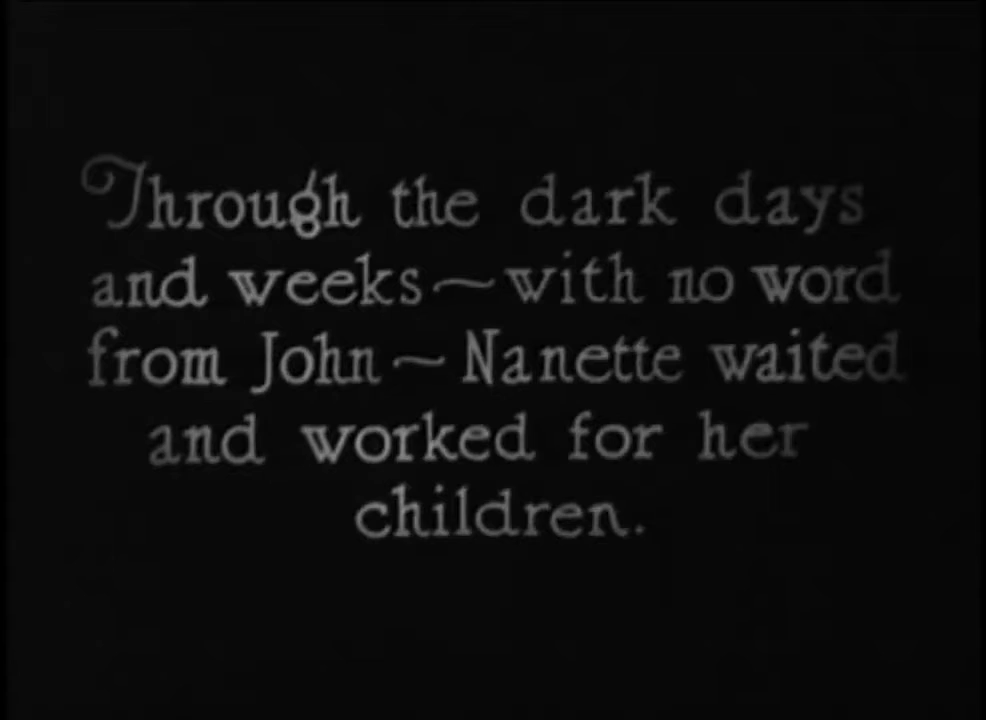 Through the dark days
and weeks~with no word
from John~Nanette waited
and worked for her
children.